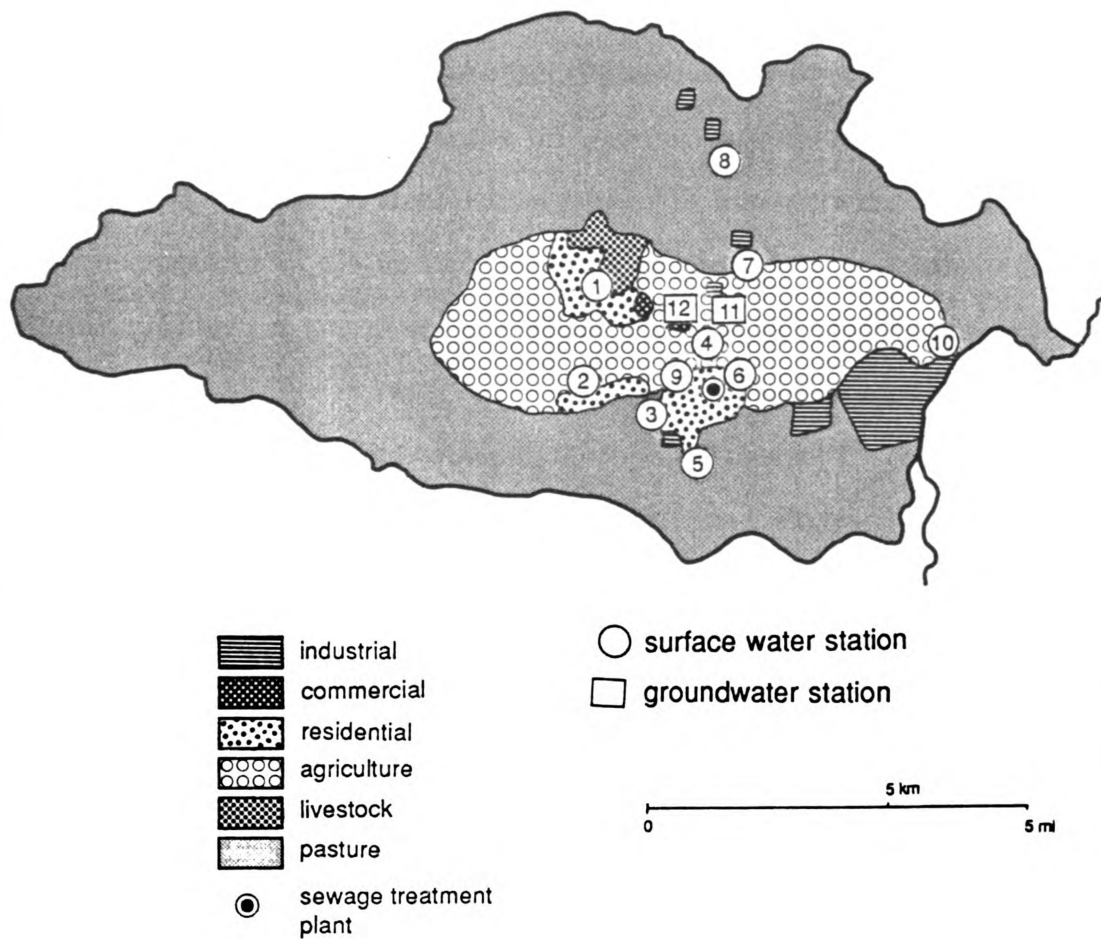 8
7
1
12
11
4
10
2
9
6
3
5
industrial
commercial
residential
agriculture
livestock
pasture
sewage treatment
plant
surface water station
groundwater station
5 km
0
5 mi